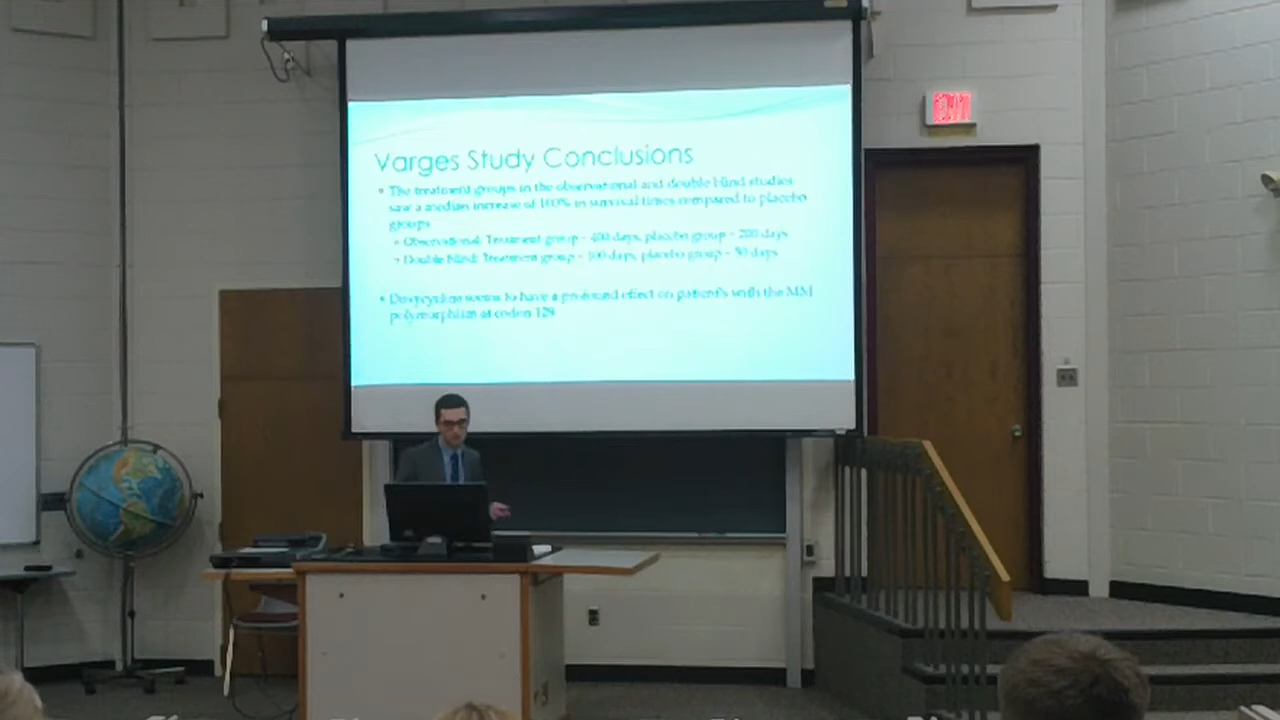 EXIT
Varges Study Conclusions
The treatment groups in the observational and double blind studies
saw a median increase of 100% in survival times compared to placebo
groups
Observational: Treatment group – 400 days, placebo group – 200 days
Double Blind: Treatment group – 100 days, placebo group – 50 days
Doxycycline seems to have a profound effect on patient's with the MM
polymorphism at codon 129